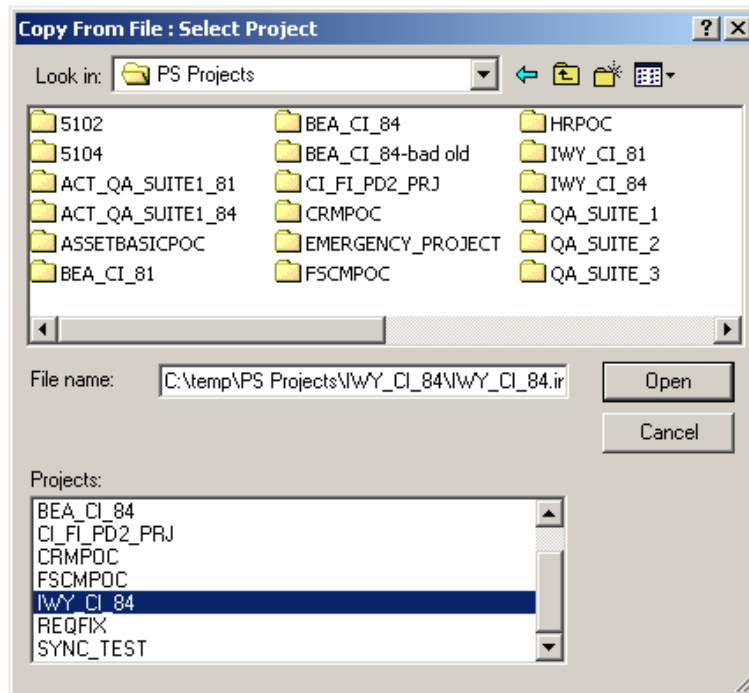 Copy From File : Select Project
Look in: PS Projects
5102 BEA_CI_84 HRPOC
5104 BEA_CI_84-bad old IWY_CI_81
ACT_QA_SUITE1_81 CI_FI_PD2_PRJ IWY_CI_84
ACT_QA_SUITE1_84 CRMPOC QA_SUITE_1
ASSETBASICPOC EMERGENCY_PROJECT QA_SUITE_2
BEA_CI_81 FSCMPOC QA_SUITE_3
File name: C:\temp\PS Projects\IWY_CI_84\IWY_CI_84.ir Open
Cancel
Projects:
BEA_CI_84
CI_FI_PD2_PRJ
CRMPOC
FSCMPOC
IWY_CI_84
REQFIX
SYNC_TEST